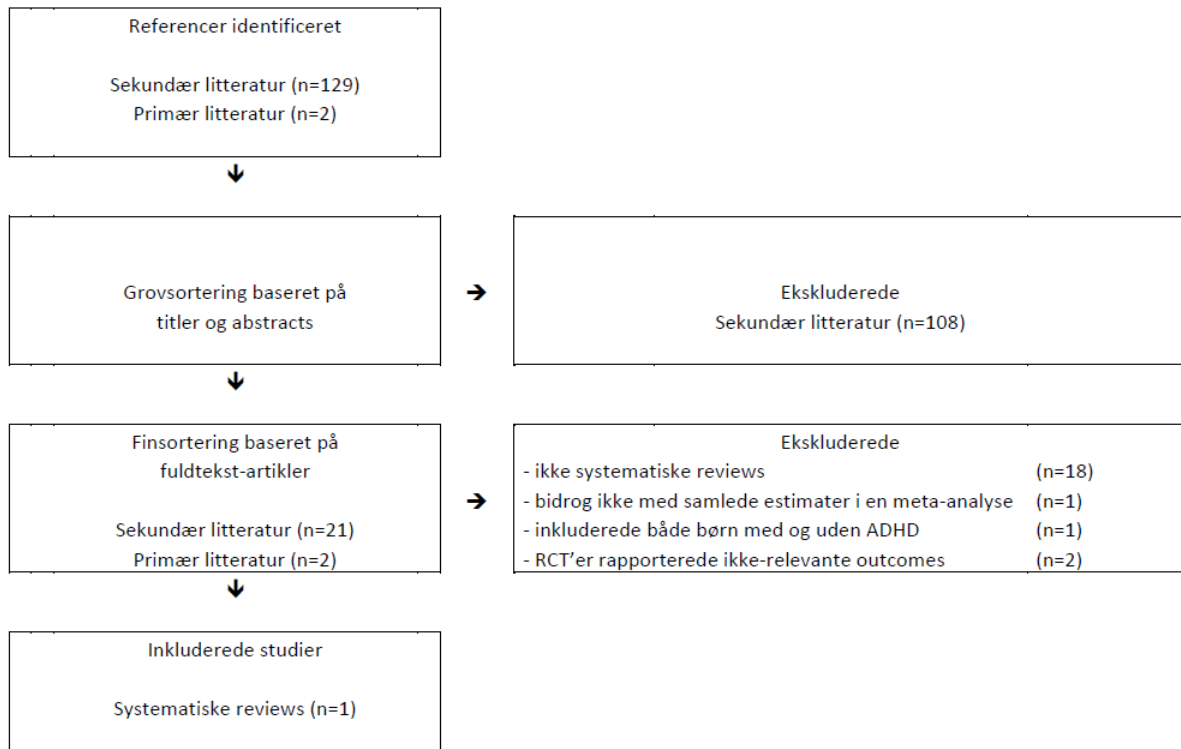 Referencer identificeret
Sekundær litteratur (n=129)
Primær litteratur (n=2)
Grovsortering baseret på
titler og abstracts
Ekskluderede
Sekundær litteratur (n=108)
Finsortering baseret på
fuldtekst-artikler
Sekundær litteratur (n=21)
Primær litteratur (n=2)
Ekskluderede
- ikke systematiske reviews (n=18)
- bidrog ikke med samlede estimater i en meta-analyse (n=1)
- inkluderede både børn med og uden ADHD (n=1)
- RCT’er rapporterede ikke-relevante outcomes (n=2)
Inkluderede studier
Systematiske reviews (n=1)